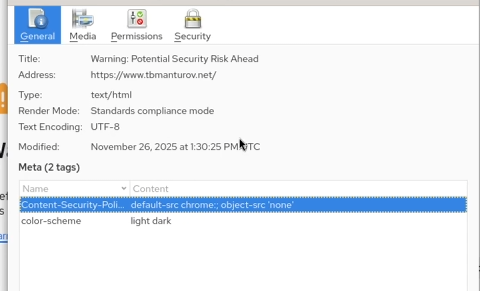 General Media Permissions Security
Title: Warning: Potential Security Risk Ahead
Address: https://www.tbmanturov.net/
Type: text/html
Render Mode: Standards compliance mode
Text Encoding: UTF-8
Modified: November 26, 2025 at 1:30:25 PM UTC
Meta (2 tags)
Name Content
Content-Security-Poli... default-src chrome:; object-src 'none'
color-scheme light dark